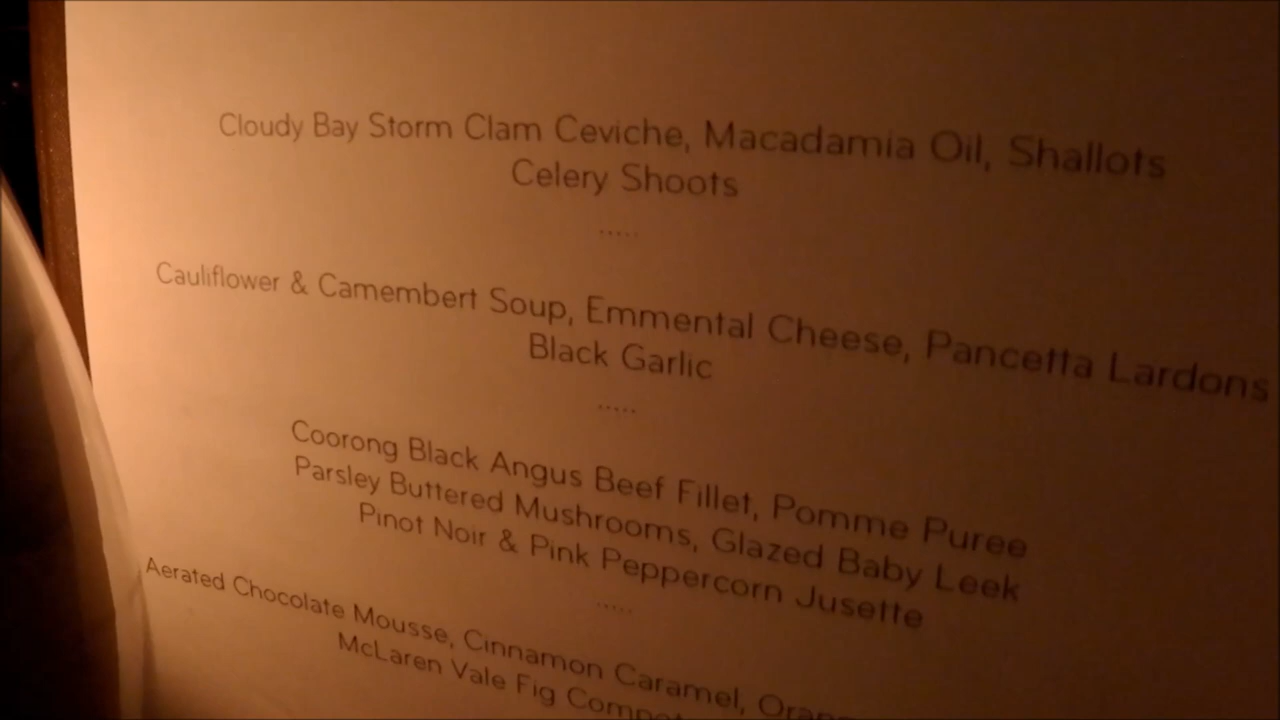 Cloudy Bay Storm Clam Ceviche, Macadamia Oil, Shallots
Celery Shoots
.....
Cauliflower & Camembert Soup, Emmental Cheese, Pancetta Lardons
Black Garlic
.....
Coorong Black Angus Beef Fillet, Pomme Puree
Parsley Buttered Mushrooms, Glazed Baby Leek
Pinot Noir & Pink Peppercorn Jusette
.....
Aerated Chocolate Mousse, Cinnamon Caramel,
McLaren Vale Fig